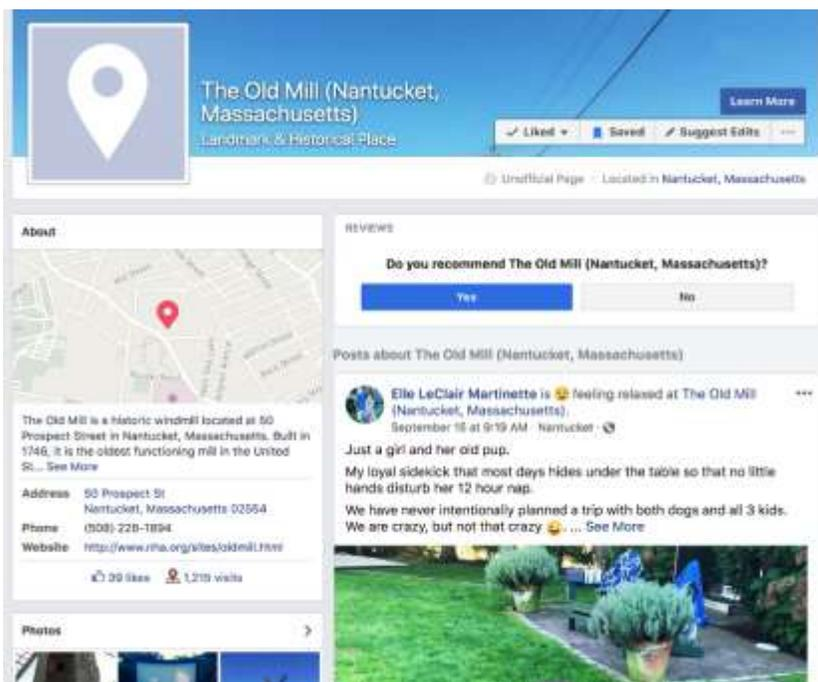 The Old Mill (Nantucket,
Massachusetts)
Landmark & Historical Place
Learn More
Liked
Saved
Suggest Edits
Unofficial Page · Located in Nantucket, Massachusetts
About
The Old Mill is a historic windmill located at 50
Prospect Street in Nantucket, Massachusetts. Built in
1746, it is the oldest functioning mill in the United
St... See More
Address 50 Prospect St
Nantucket, Massachusetts 02554
Phone (508) 228-1894
Website http://www.nha.org/sites/oldmill.html
39 likes 1,215 visits
Photos
REVIEWS
Do you recommend The Old Mill (Nantucket, Massachusetts)?
Yes
No
Posts about The Old Mill (Nantucket, Massachusetts)
Elle LeClair Martinette is 😌 feeling relaxed at The Old Mill
(Nantucket, Massachusetts).
September 15 at 9:19 AM · Nantucket ·
Just a girl and her old pup.
My loyal sidekick that most days hides under the table so that no little
hands disturb her 12 hour nap.
We have never intentionally planned a trip with both dogs and all 3 kids.
We are crazy, but not that crazy 😜. ... See More